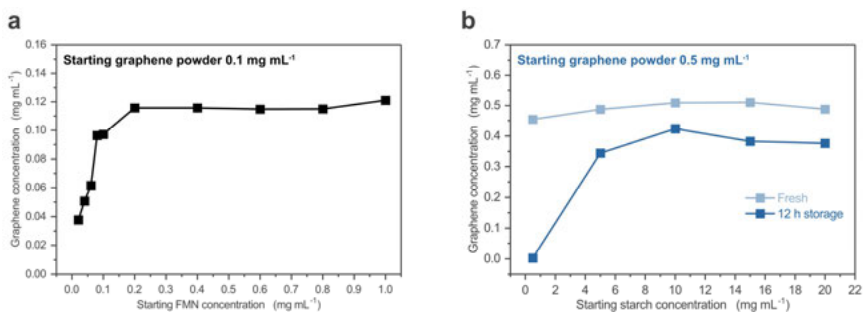 a
Starting graphene powder 0.1 mg mL⁻¹
Graphene concentration (mg mL⁻¹)
0.16
0.14
0.12
0.10
0.08
0.06
0.04
0.02
0.00
0.0 0.1 0.2 0.3 0.4 0.5 0.6 0.7 0.8 0.9 1.0
Starting FMN concentration (mg mL⁻¹)
b
Starting graphene powder 0.5 mg mL⁻¹
Graphene concentration (mg mL⁻¹)
0.7
0.6
0.5
0.4
0.3
0.2
0.1
0.0
Fresh
12 h storage
0 2 4 6 8 10 12 14 16 18 20 22
Starting starch concentration (mg mL⁻¹)